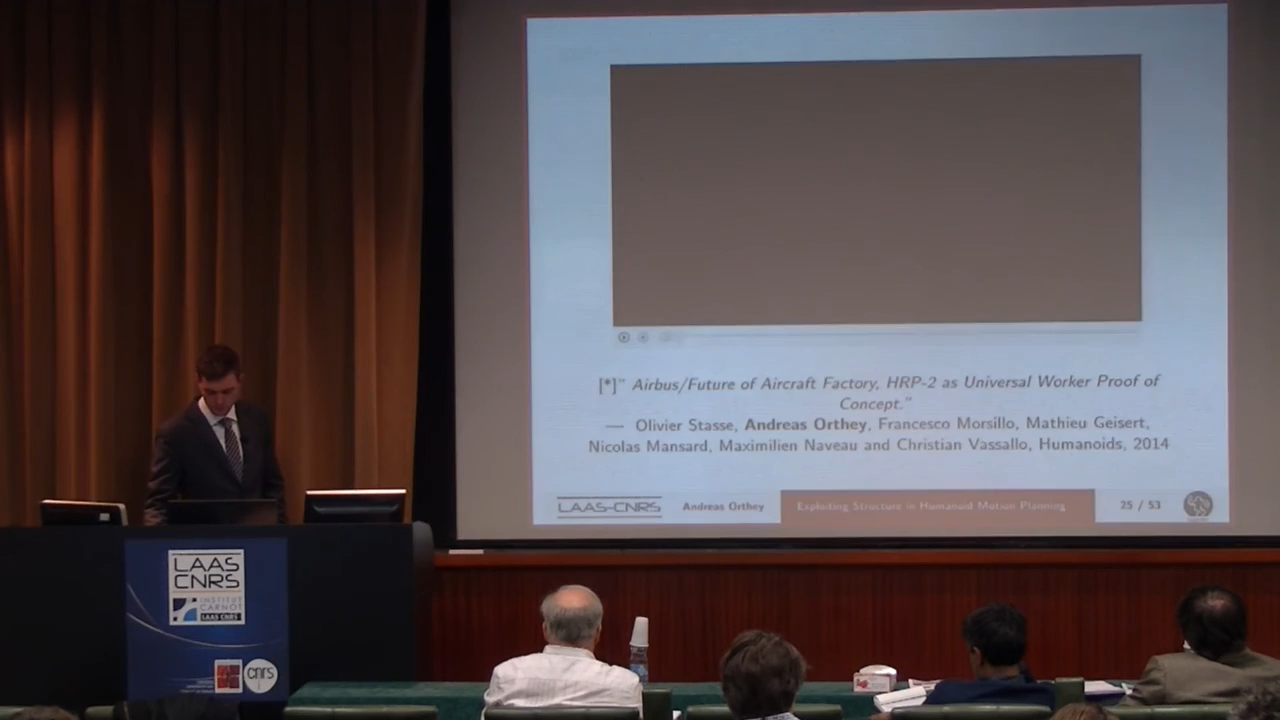 [*]" Airbus/Future of Aircraft Factory, HRP-2 as Universal Worker Proof of
Concept."
— Olivier Stasse, Andreas Orthey, Francesco Morsillo, Mathieu Geisert,
Nicolas Mansard, Maximilien Naveau and Christian Vassallo, Humanoids, 2014
LAAS-CNRS Andreas Orthey Exploiting Structure in Humanoid Motion Planning 25 / 53
LAAS
CNRS
INSTITUT
CARNOT
LAAS CNRS
cnrs